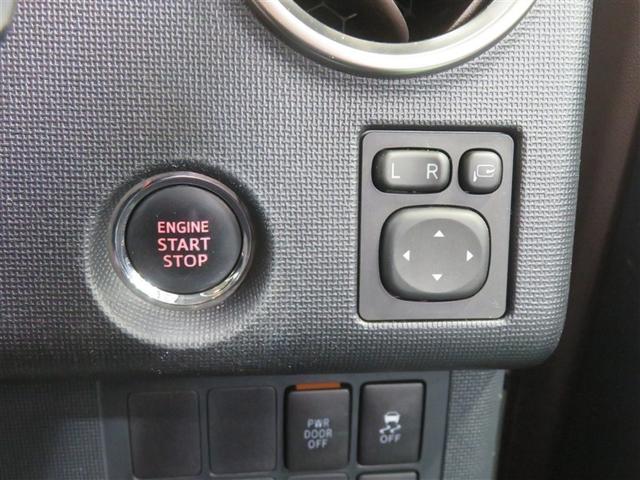 L R
ENGINE
START
STOP
PWR
DOOR
OFF
OFF